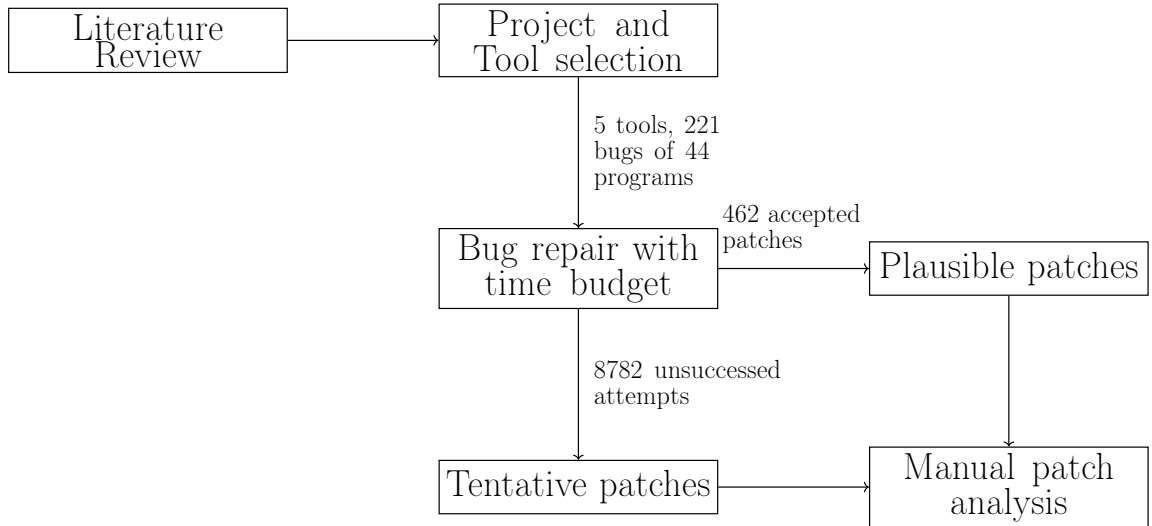 Literature
Review
Project and
Tool selection
5 tools, 221
bugs of 44
programs
Bug repair with
time budget
462 accepted
patches
Plausible patches
8782 unsuccessed
attempts
Tentative patches
Manual patch
analysis